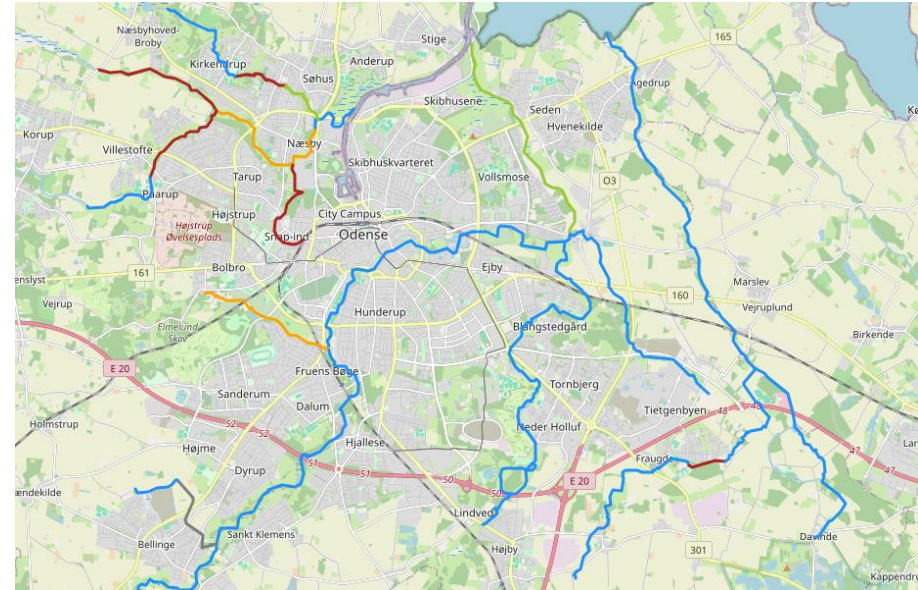 Næsbyhoved-
Broby
Stige
165
Kirkendrup
Anderup
Søhus
Agedrup
Skibhusene
Seden
Hvenekilde
Korup
Villestofte
Næsby
Skibhuskvarteret
Tarup
Vollsmose
O3
Paarup
Højstrup
City Campus
Højstrup
Øvelsesplads
Snap-ind
Odense
161
Bolbro
Ejby
Marslev
Vejrup
160
Vejruplund
Hunderup
Blangstedgård
Birkende
Elmelund
Skov
E 20
Fruens Bøge
Tornbjerg
Sanderum
Dalum
Tietgenbyen
48
48
Holmstrup
52
Neder Holluf
Højme
52
Hjallese
47
47
51
Fraugde
Dyrup
51
50
E 20
50
Lindved
Davinde
Sankt Klemens
Bellinge
Højby
301
Kappendru